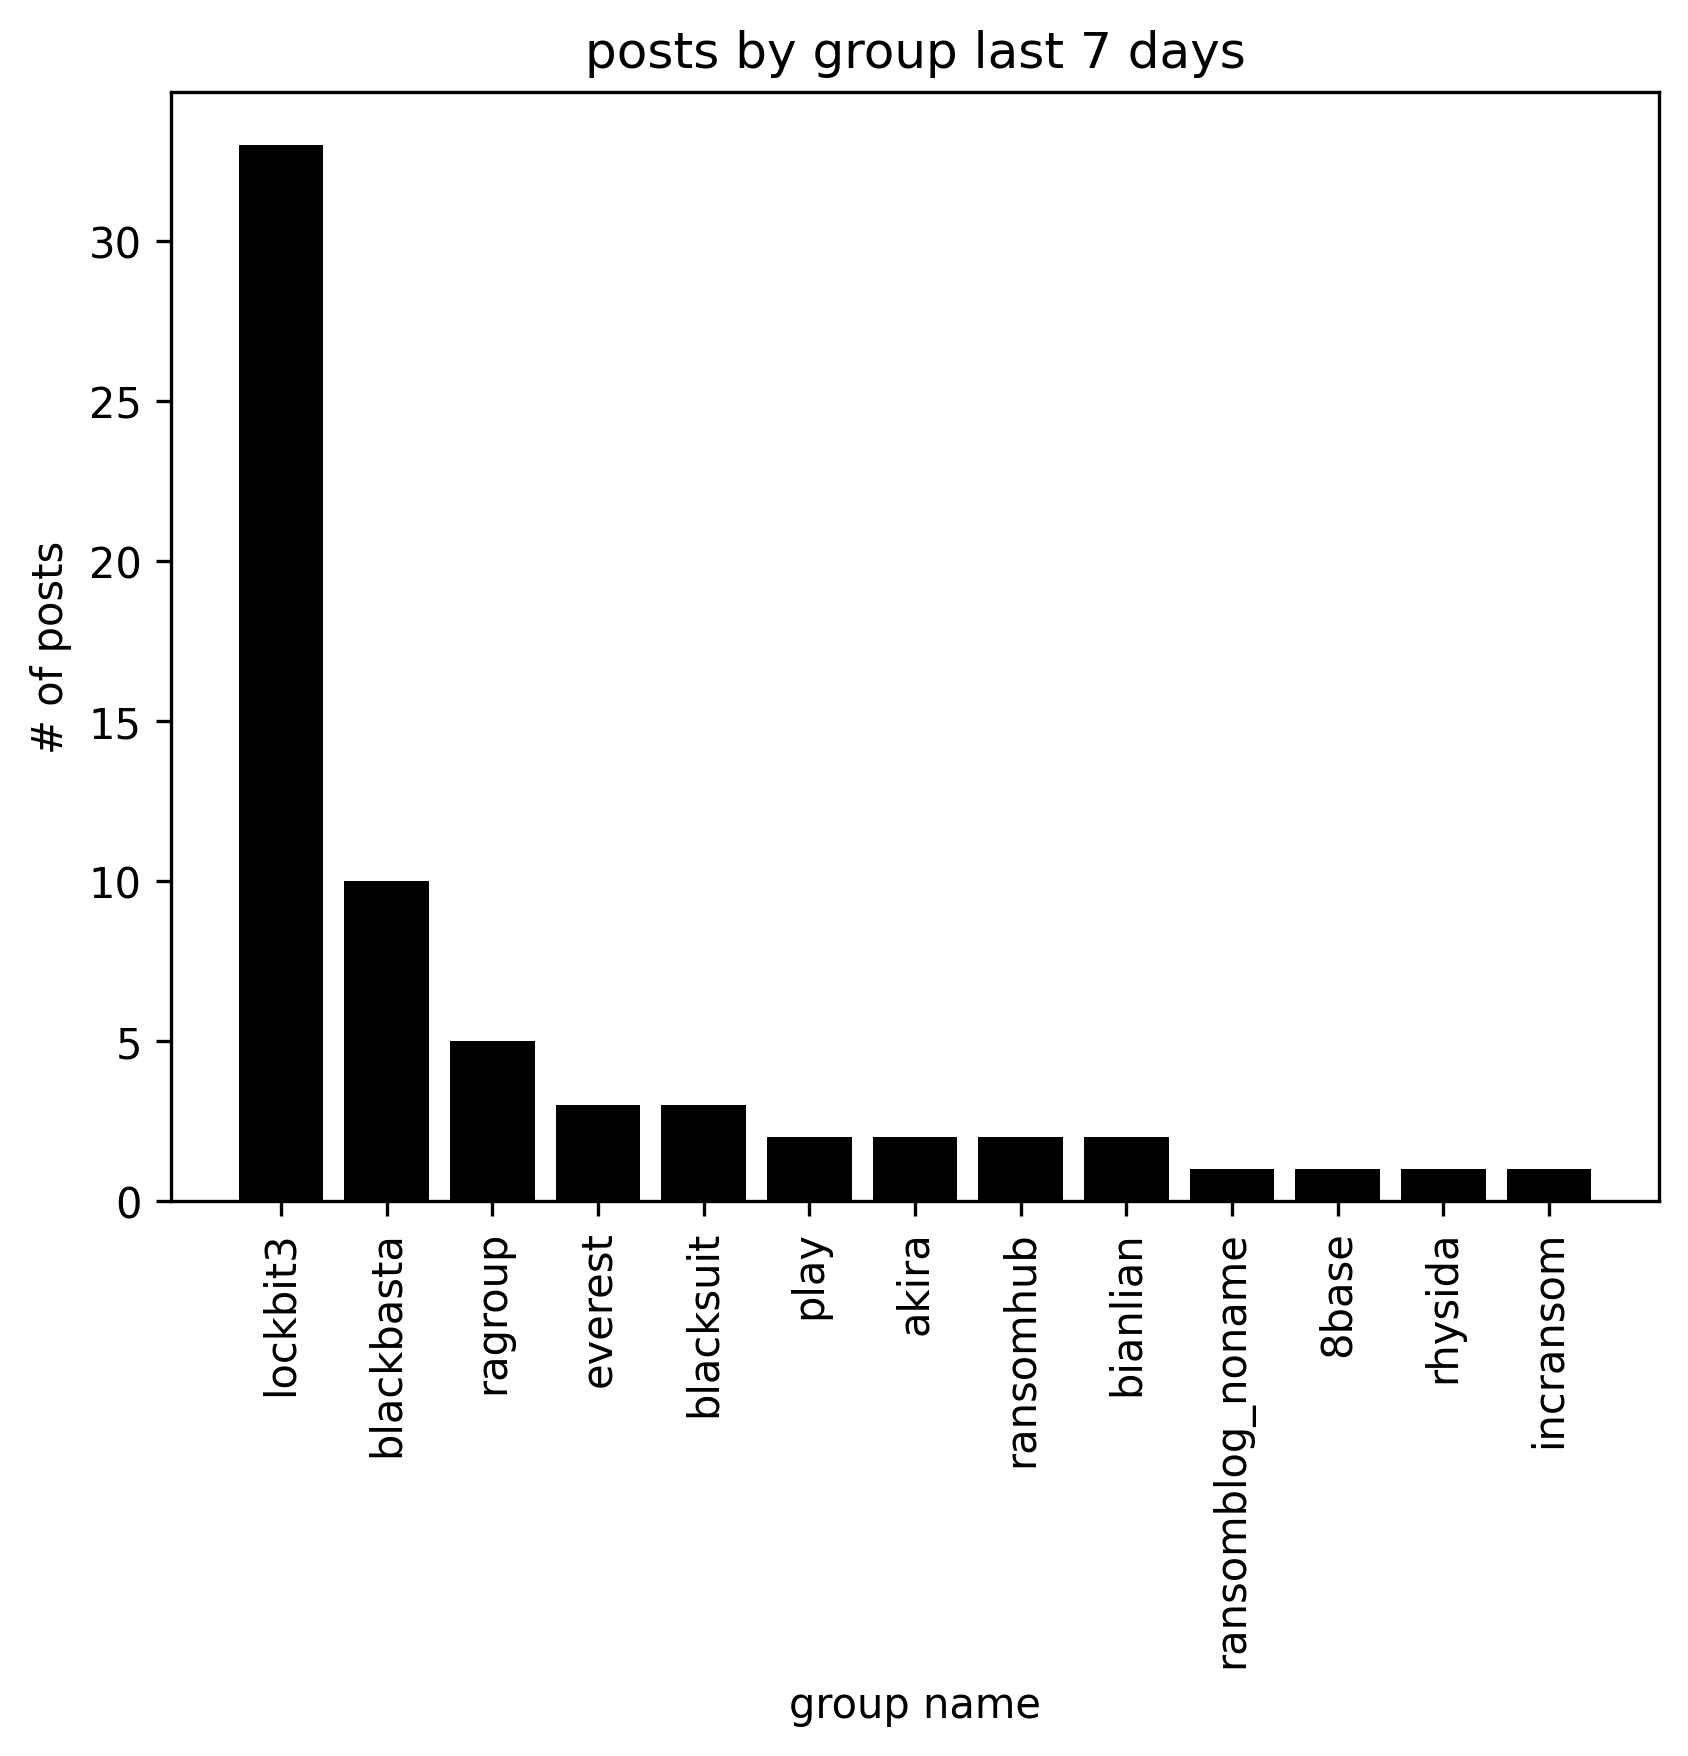 posts by group last 7 days
# of posts
30
25
20
15
10
5
0
lockbit3
blackbasta
ragroup
everest
blacksuit
play
akira
ransomhub
bianlian
ransomblog_noname
8base
rhysida
incransom
group name